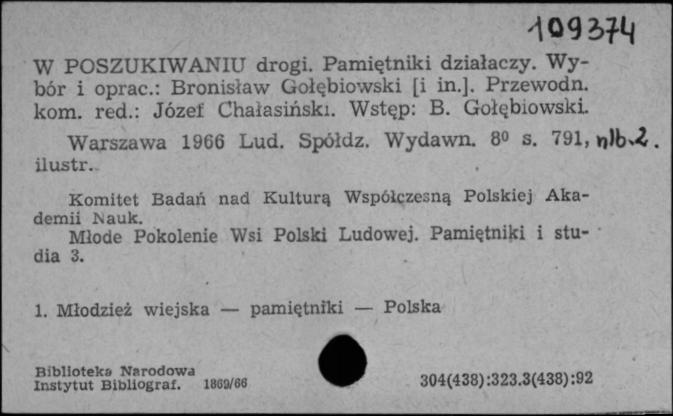 109374
W POSZUKIWANIU drogi. Pamiętniki działaczy. Wy-
bór i oprac.: Bronisław Gołębiowski [i in.]. Przewodn.
kom. red.: Józef Chałasiński. Wstęp: B. Gołębiowski.
Warszawa 1966 Lud. Spółdz. Wydawn. 8⁰ s. 791, nlb. 2.
ilustr.
Komitet Badań nad Kulturą Współczesną Polskiej Aka-
demii Nauk.
Młode Pokolenie Wsi Polski Ludowej. Pamiętniki i stu-
dia 3.
1. Młodzież wiejska — pamiętniki — Polska
Biblioteka Narodowa
Instytut Bibliograf. 1869/66
304(438):323.3(438):92